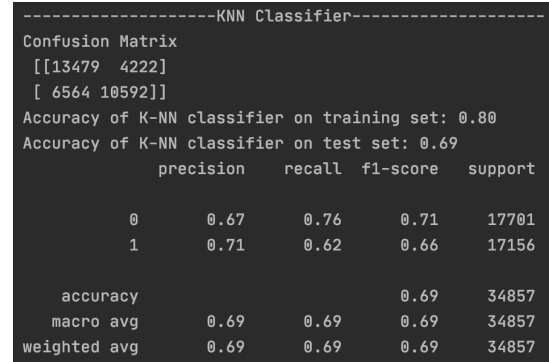 --------------------KNN Classifier--------------------
Confusion Matrix
[[13479 4222]
[ 6564 10592]]
Accuracy of K-NN classifier on training set: 0.80
Accuracy of K-NN classifier on test set: 0.69
precision recall f1-score support
0 0.67 0.76 0.71 17701
1 0.71 0.62 0.66 17156
accuracy 0.69 34857
macro avg 0.69 0.69 0.69 34857
weighted avg 0.69 0.69 0.69 34857